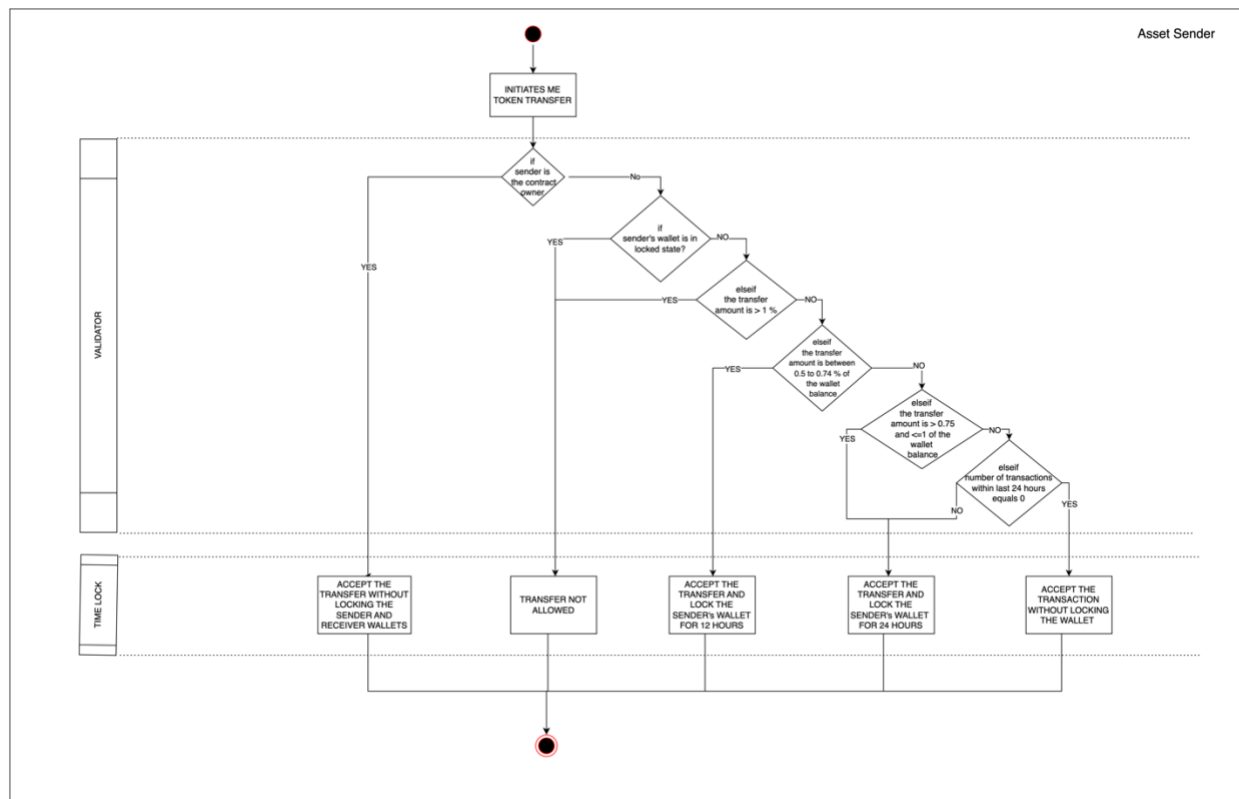 Asset Sender
INITIATES ME
TOKEN TRANSFER
if
sender is
the contract
owner
No
YES
if
sender's wallet is in
locked state?
YES
NO
elseif
the transfer
amount is > 1 %
YES
NO
elseif
the transfer
amount is between
0.5 to 0.74 % of
the wallet
balance
YES
NO
elseif
the transfer
amount is > 0.75
and <=1 of the
wallet
balance
YES
NO
elseif
number of transactions
within last 24 hours
equals 0
NO
YES
VALIDATOR
TIME LOCK
ACCEPT THE
TRANSFER WITHOUT
LOCKING THE
SENDER AND
RECEIVER WALLETS
TRANSFER NOT
ALLOWED
ACCEPT THE
TRANSFER AND
LOCK THE
SENDER's WALLET
FOR 12 HOURS
ACCEPT THE
TRANSFER AND
LOCK THE
SENDER's WALLET
FOR 24 HOURS
ACCEPT THE
TRANSACTION
WITHOUT LOCKING
THE WALLET